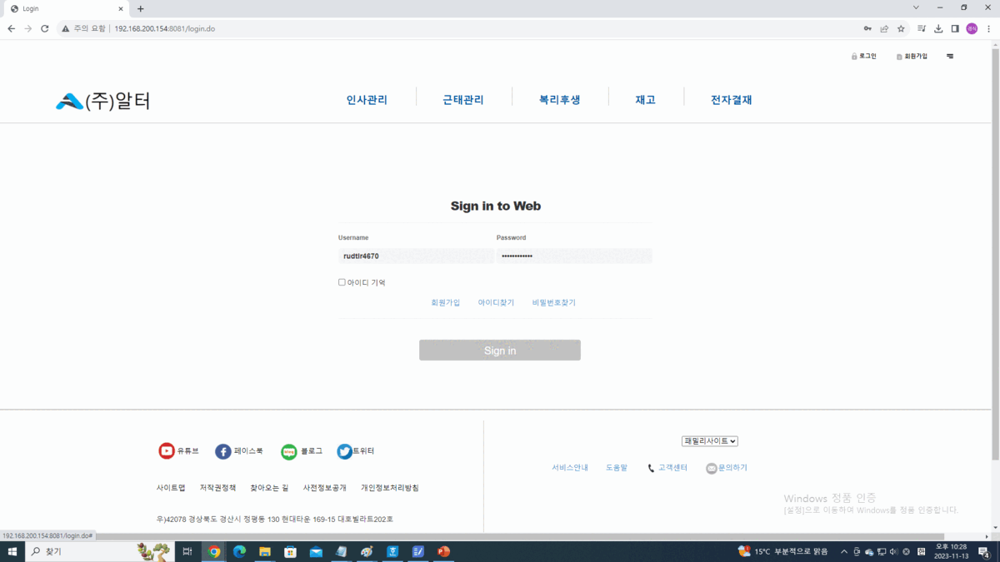 Login
주의 요함 192.168.200.154:8081/login.do
경식
로그인 회원가입
(주)알터
인사관리 근태관리 복리후생 재고 전자결재
Sign in to Web
Username Password
rudtlr4670 ••••••••••••
아이디 기억
회원가입 아이디찾기 비밀번호찾기
Sign in
패밀리사이트
유튜브 페이스북 블로그 트위터
서비스안내 도움말 고객센터 문의하기
사이트맵 저작권정책 찾아오는 길 사전정보공개 개인정보처리방침
Windows 정품 인증
[설정]으로 이동하여 Windows를 정품 인증합니다.
우)42078 경상북도 경산시 정평동 130 현대타운 169-15 대호빌라트202호
192.168.200.154:8081/login.do#
찾기
15°C 부분적으로 맑음
오후 10:28
2023-11-13
4